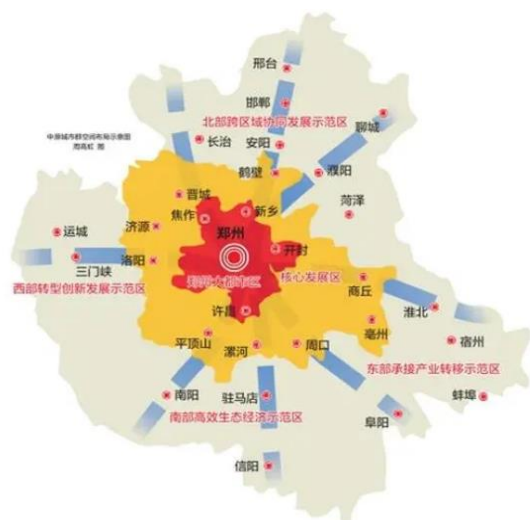 邢台
邯郸
北部跨区域协同发展示范区
聊城
中原城市群空间布局示意图
周高虹 图
长治
安阳
鹤壁
濮阳
晋城
菏泽
焦作
新乡
济源
郑州
运城
开封
洛阳
三门峡
郑州大都市区
核心发展区
西部转型创新发展示范区
商丘
许昌
淮北
亳州
平顶山
漯河
周口
宿州
东部承接产业转移示范区
南阳
驻马店
蚌埠
阜阳
南部高效生态经济示范区
信阳